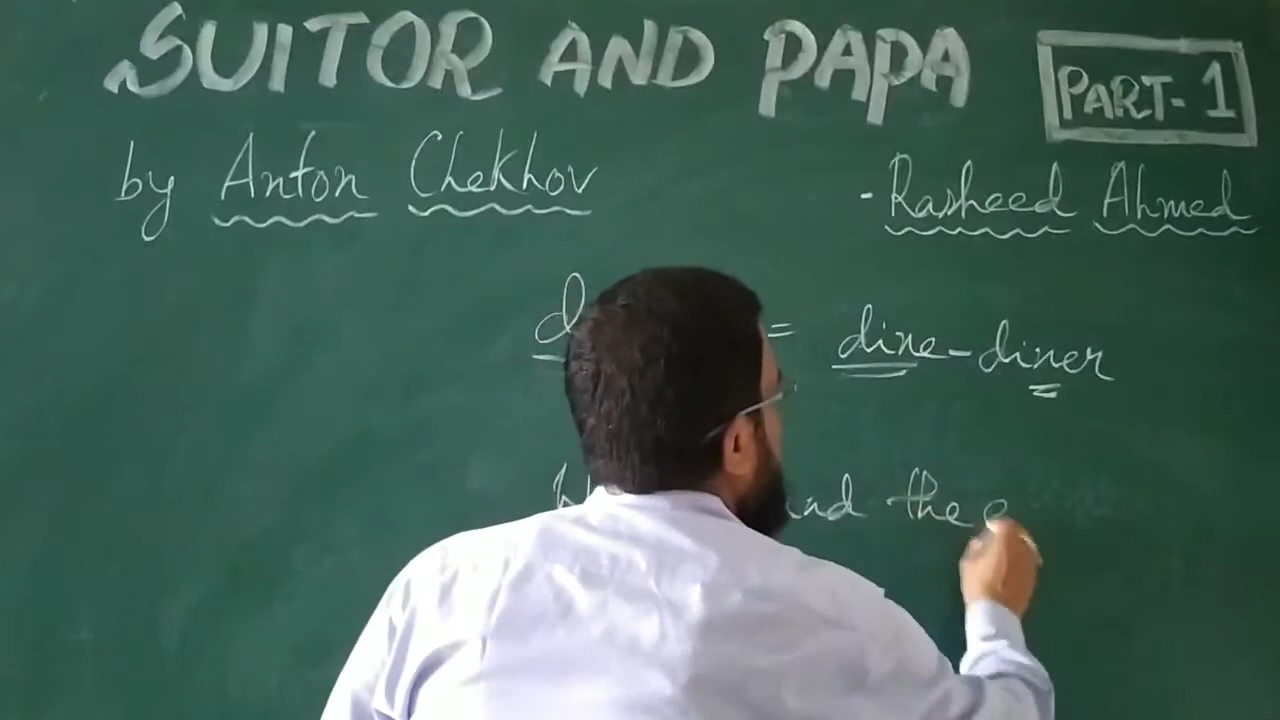 SUITOR AND PAPA
PART-1
by Anton Chekhov
-Rasheed Ahmed
= dine-diner
the